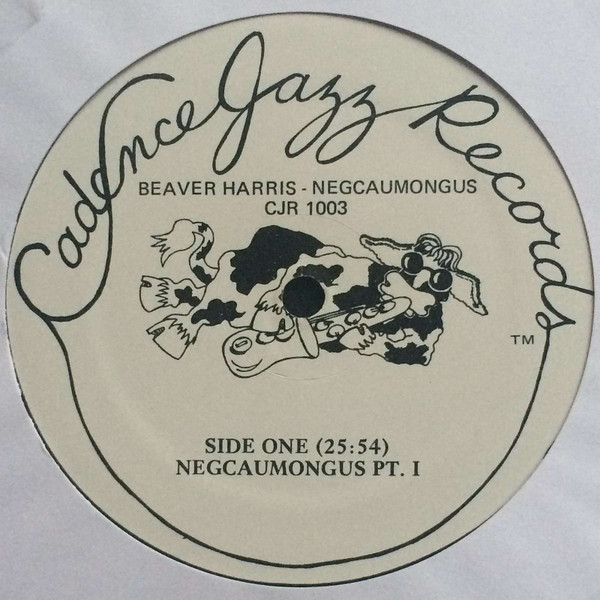 Cadence Jazz Records
BEAVER HARRIS - NEGCAUMONGUS
CJR 1003
TM
SIDE ONE (25:54)
NEGCAUMONGUS PT. I